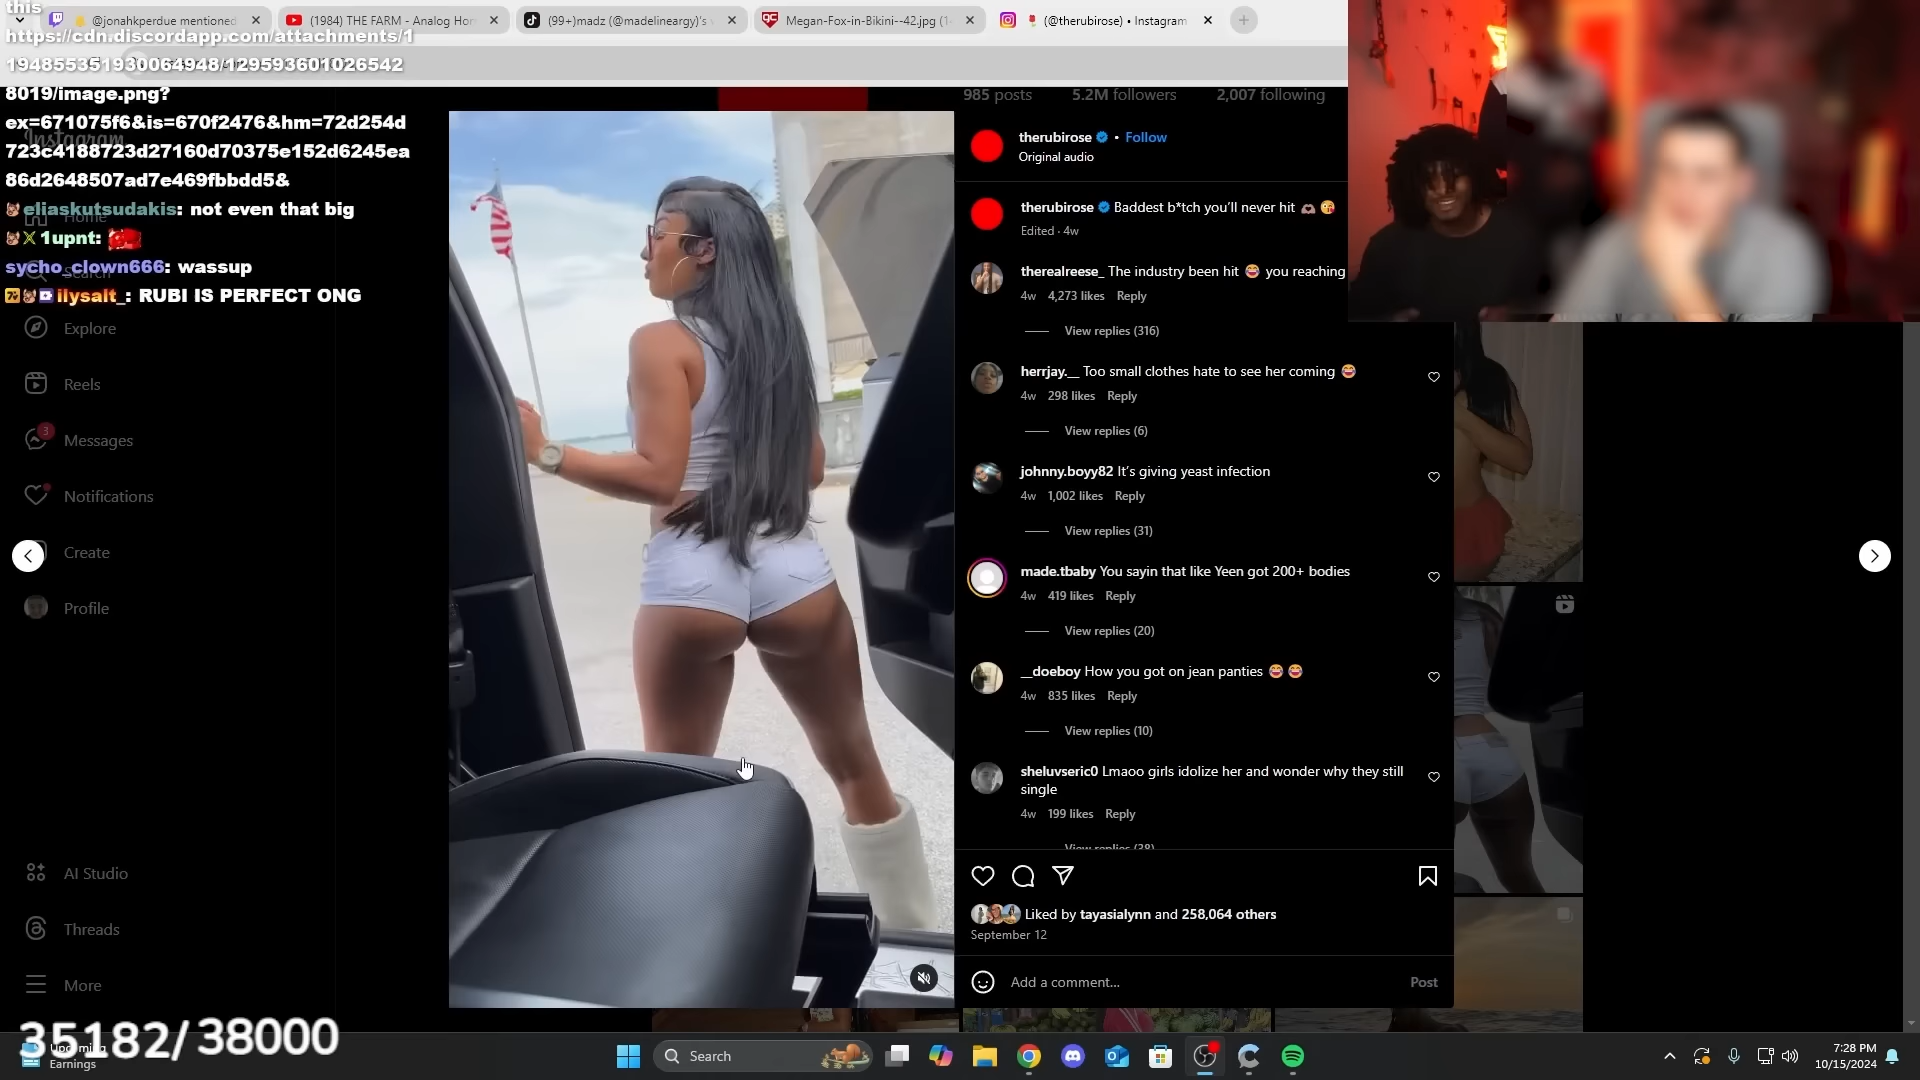 this
https://cdn.discordapp.com/attachments/1
194855351930064948/129593601026542
8019/image.png?
ex=671075f6&is=670f2476&hm=72d254d
723c4188723d27160d70375e152d6245ea
86d2648507ad7e469fbbdd5&
eliaskutsudakis: not even that big
1upnt:
sycho_clown666: wassup
ilysalt_: RUBI IS PERFECT ONG
@jonahkperdue mentioned
(1984) THE FARM - Analog Hor
(99+)madz (@madelineargy)'s
Megan-Fox-in-Bikini--42.jpg (1
(@therubirose) • Instagram
Instagram
Home
Search
Explore
Reels
3
Messages
Notifications
Create
Profile
AI Studio
Threads
More
985 posts
5.2M followers
2,007 following
therubirose • Follow
Original audio
therubirose Baddest b*tch you'll never hit 🫶🏽 😘
Edited · 4w
therealreese_ The industry been hit 😂 you reaching
4w 4,273 likes Reply
View replies (316)
herrjay.__ Too small clothes hate to see her coming 😂
4w 298 likes Reply
View replies (6)
johnny.boyy82 It's giving yeast infection
4w 1,002 likes Reply
View replies (31)
made.tbaby You sayin that like Yeen got 200+ bodies
4w 419 likes Reply
View replies (20)
__doeboy How you got on jean panties 😂 😂
4w 835 likes Reply
View replies (10)
sheluvseric0 Lmaoo girls idolize her and wonder why they still
single
4w 199 likes Reply
View replies (38)
Liked by tayasialynn and 258,064 others
September 12
Add a comment...
Post
35182/38000
Upcoming
Earnings
Search
7:28 PM
10/15/2024